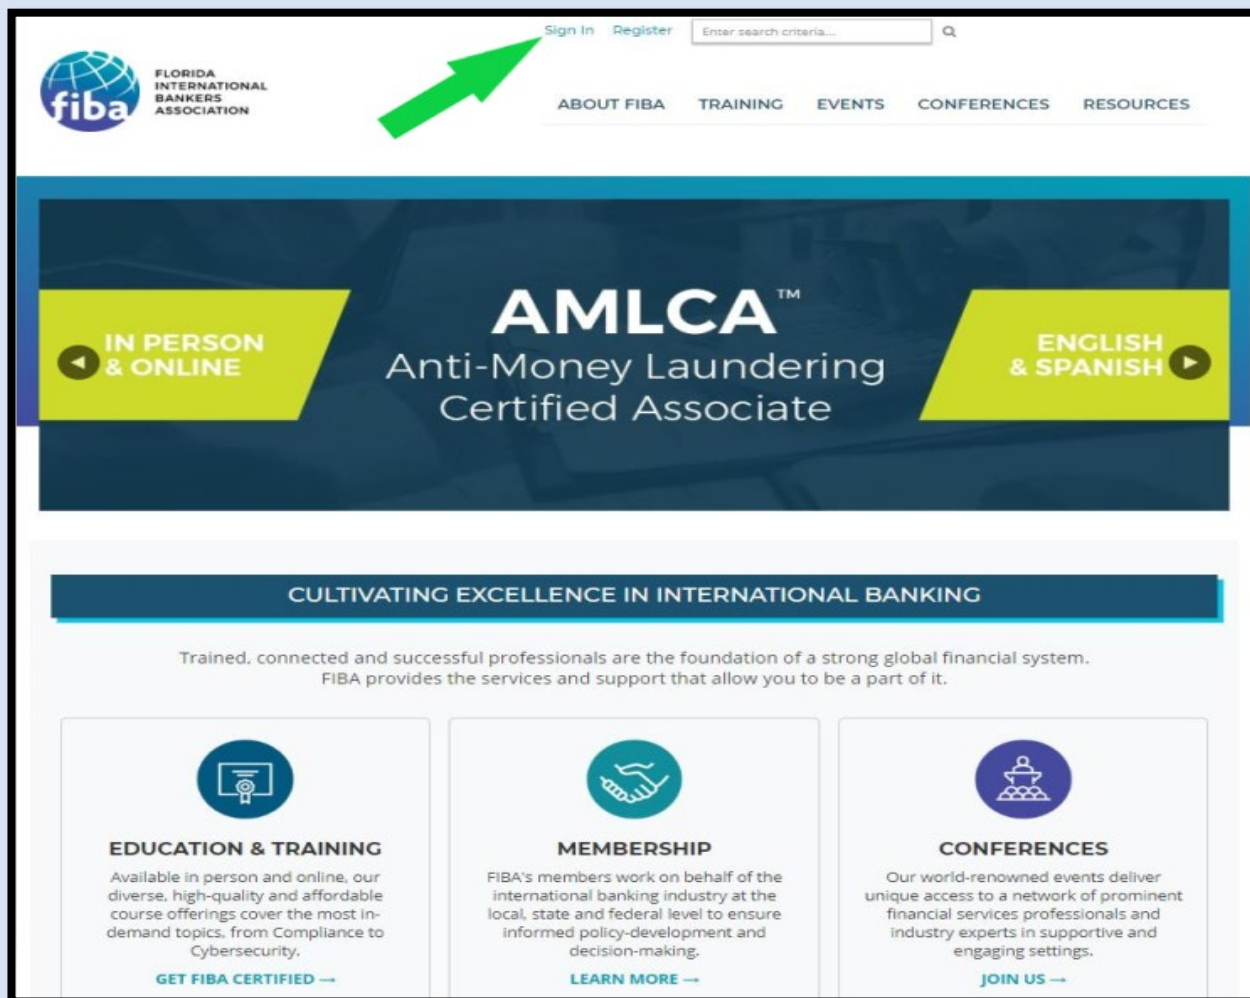 Sign In Register Enter search criteria...
fiba
FLORIDA
INTERNATIONAL
BANKERS
ASSOCIATION
ABOUT FIBA TRAINING EVENTS CONFERENCES RESOURCES
IN PERSON
& ONLINE
AMLCA™
Anti-Money Laundering
Certified Associate
ENGLISH
& SPANISH
CULTIVATING EXCELLENCE IN INTERNATIONAL BANKING
Trained, connected and successful professionals are the foundation of a strong global financial system.
FIBA provides the services and support that allow you to be a part of it.
EDUCATION & TRAINING
Available in person and online, our
diverse, high-quality and affordable
course offerings cover the most in-
demand topics, from Compliance to
Cybersecurity.
GET FIBA CERTIFIED →
MEMBERSHIP
FIBA's members work on behalf of the
international banking industry at the
local, state and federal level to ensure
informed policy-development and
decision-making.
LEARN MORE →
CONFERENCES
Our world-renowned events deliver
unique access to a network of prominent
financial services professionals and
industry experts in supportive and
engaging settings.
JOIN US →